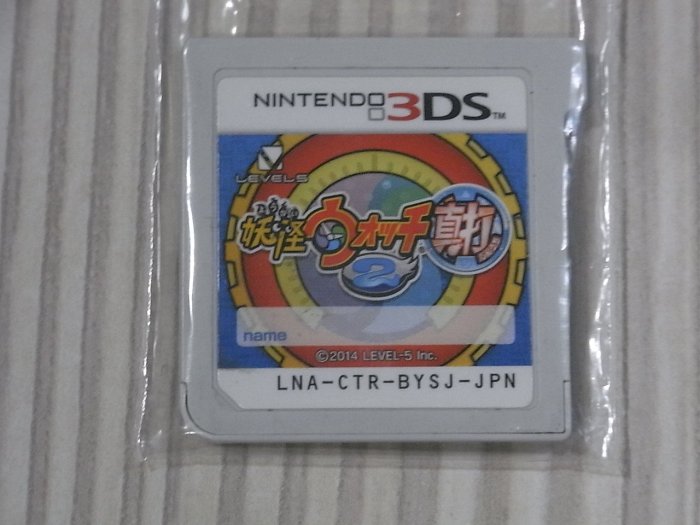 NINTENDO 3DS™
LEVEL5
妖怪ウォッチ
2
真打
name
©2014 LEVEL-5 Inc.
LNA-CTR-BYSJ-JPN